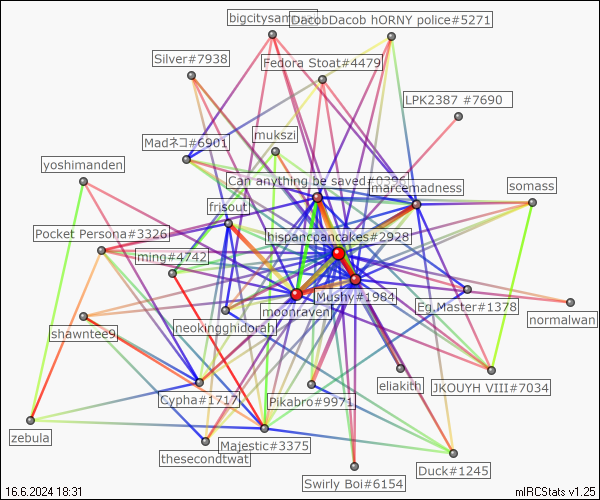 DacobDacob hORNY police#5271
Silver#7938
Fedora Stoat#4479
LPK2387 #7690
Madネコ#6901
mukszi
yoshimanden
Can anything be saved
marcemadness
somass
frisout
Pocket Persona#3326
hispancoancakes#2928
ming#4742
Mushy#1984
Eg.Master#1378
moonraven
neokingghidorah
normalwan
shawntee9
eliakith
JKOUYH VIII#7034
Cypha#1717
Pikabro#9971
zebula
Majestic#3375
thesecondtwat
Duck#1245
Swirly Boi#6154
16.6.2024 18:31
mIRCStats v1.25